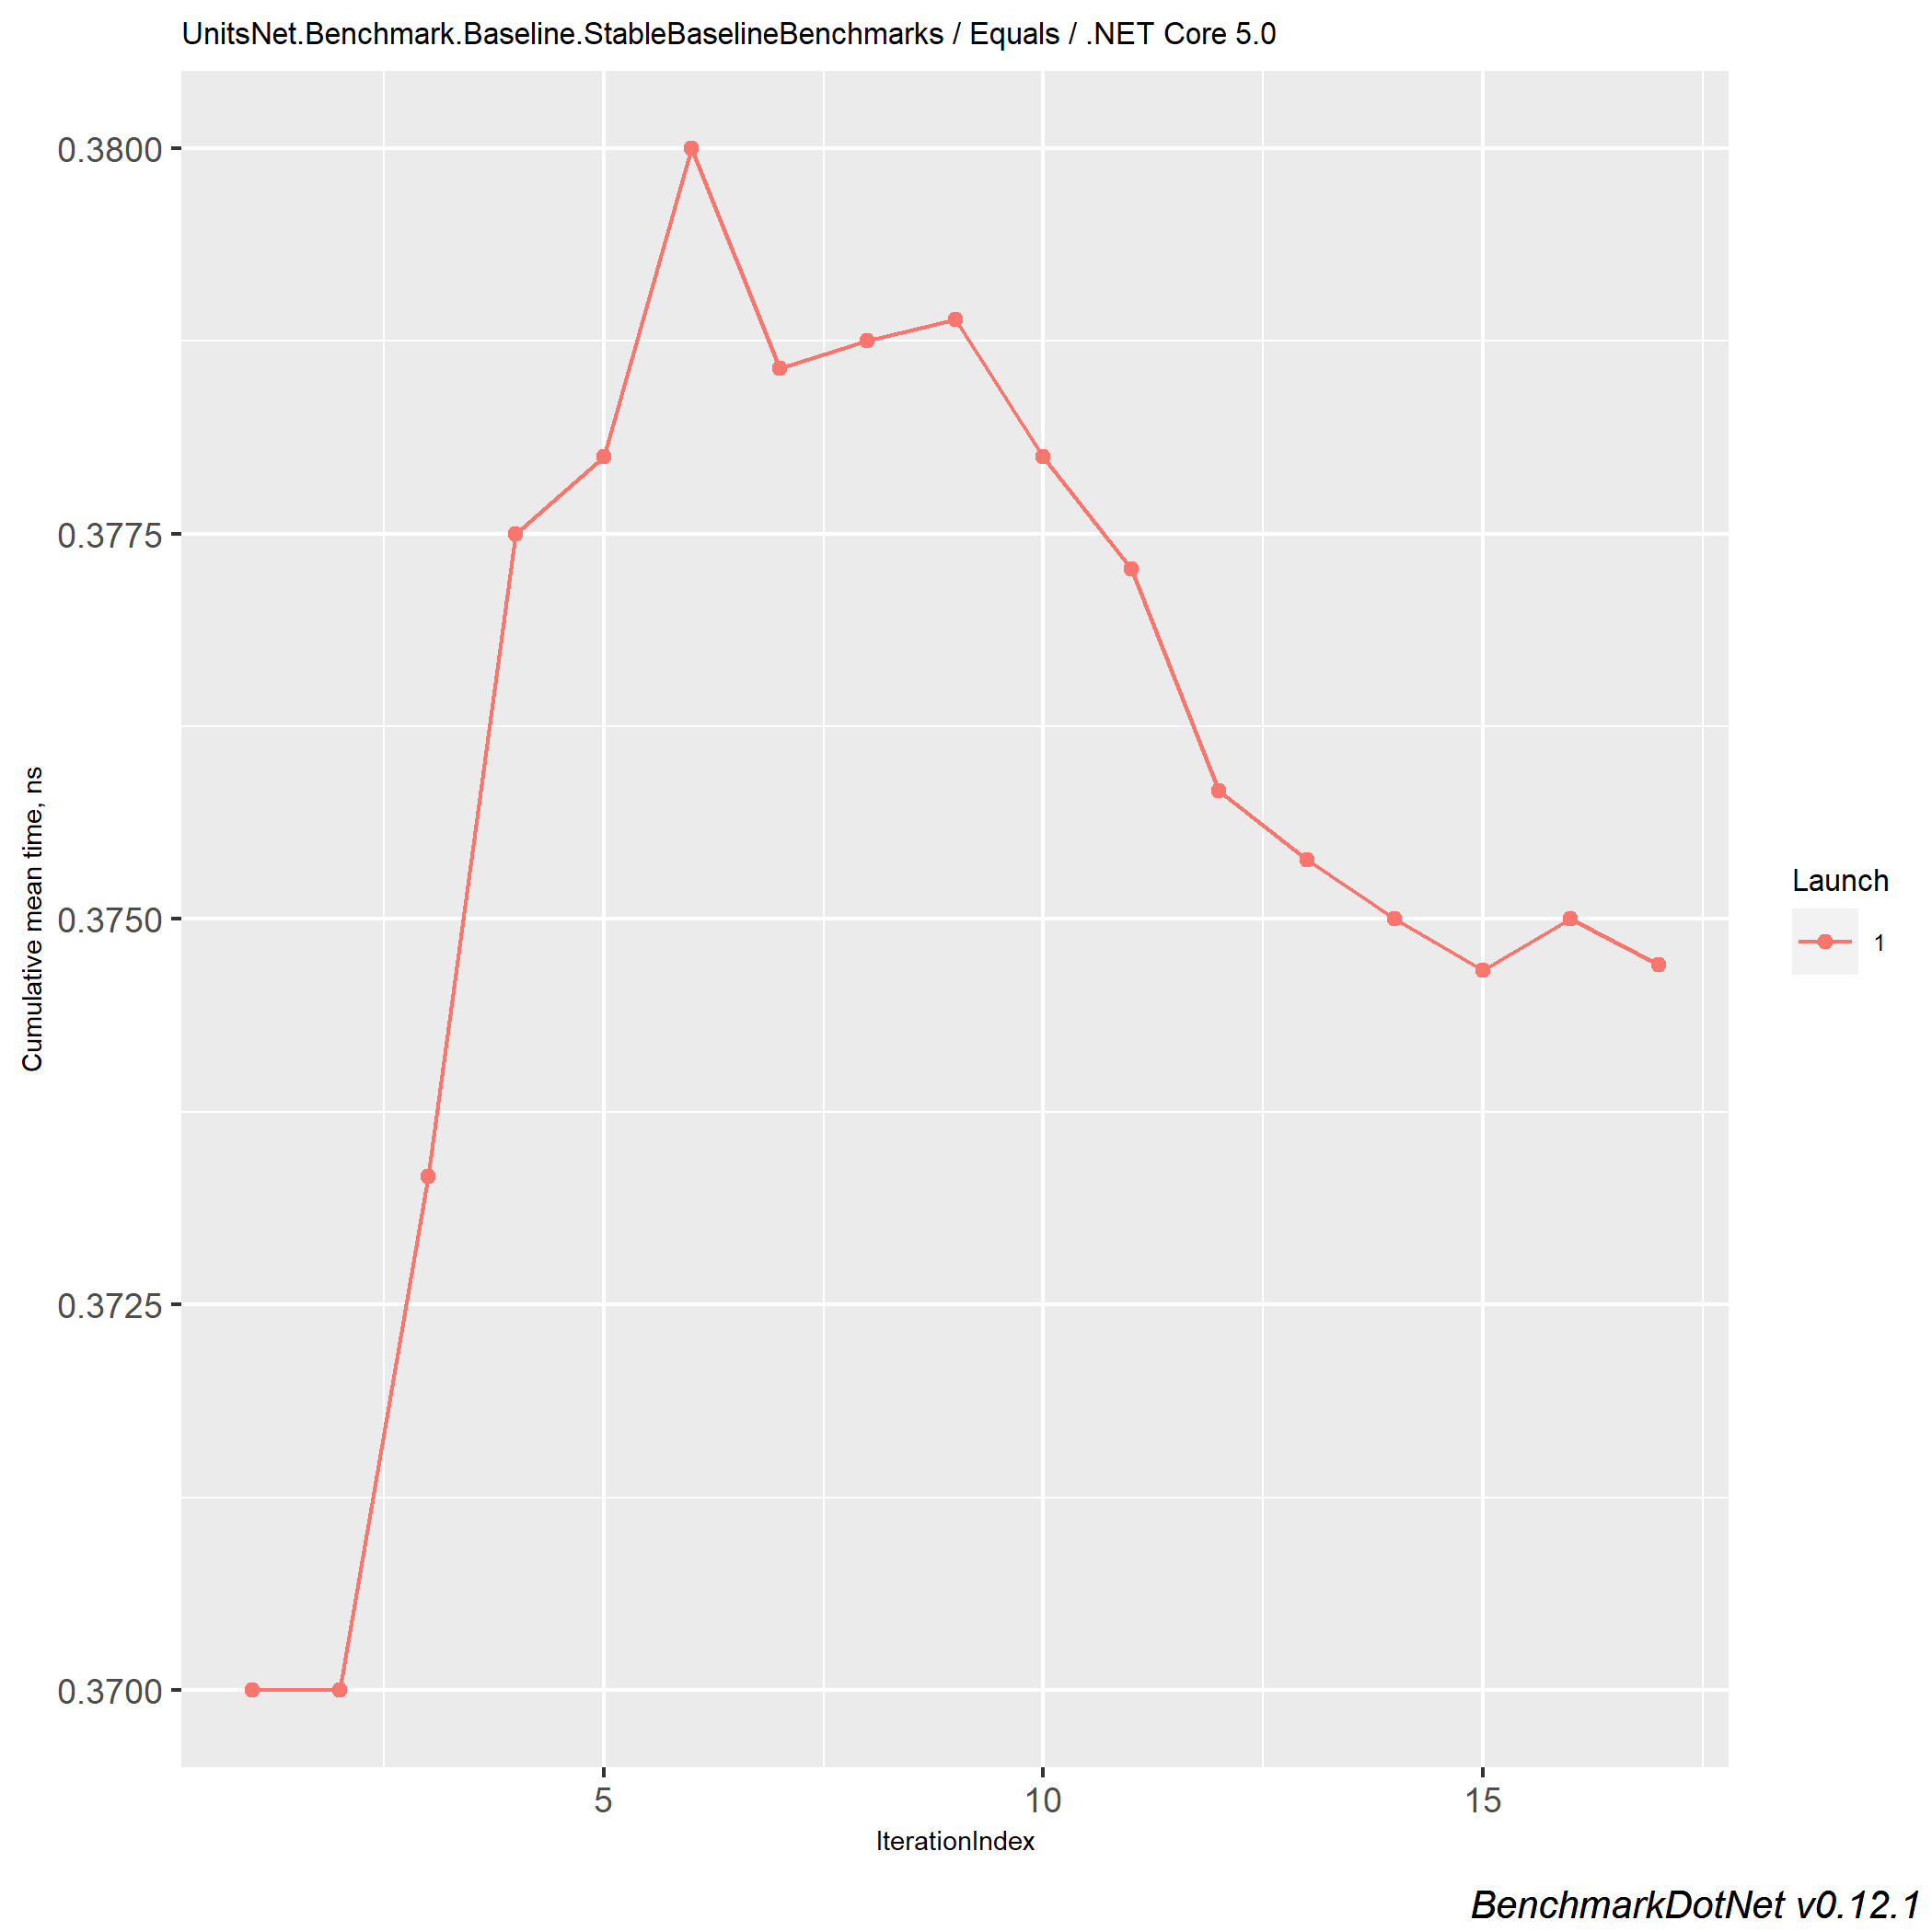 UnitsNet.Benchmark.Baseline.StableBaselineBenchmarks / Equals / .NET Core 5.0
0.3800
0.3775
0.3750
0.3725
0.3700
Cumulative mean time, ns
5
10
15
IterationIndex
Launch
1
BenchmarkDotNet v0.12.1